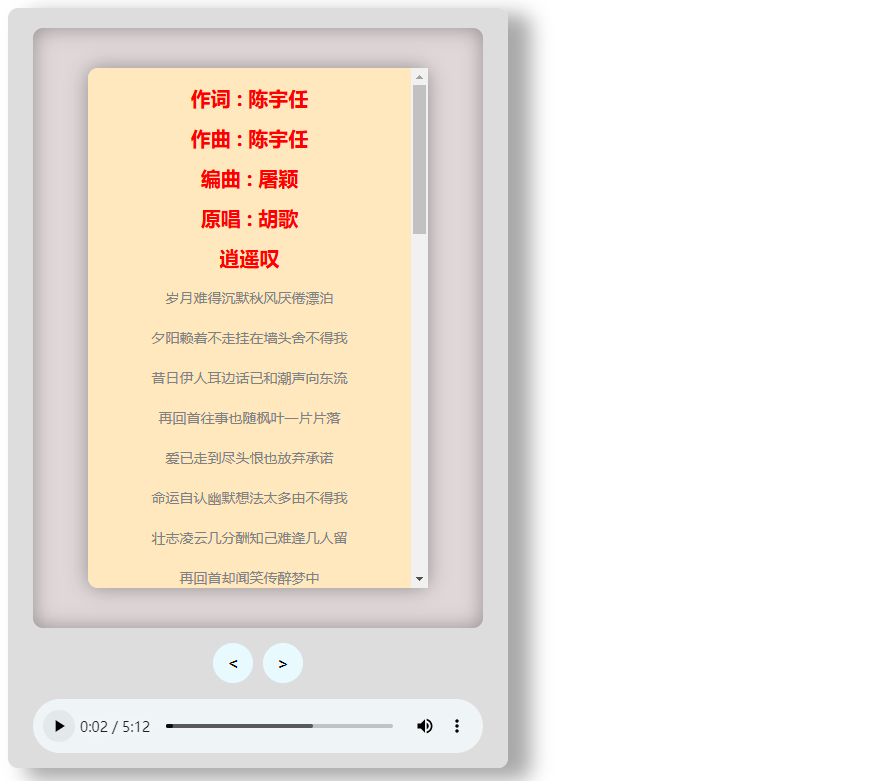 作词 : 陈宇任
作曲 : 陈宇任
编曲 : 屠颖
原唱 : 胡歌
逍遥叹
岁月难得沉默秋风厌倦漂泊
夕阳赖着不走挂在墙头舍不得我
昔日伊人耳边话已和潮声向东流
再回首往事也随枫叶一片片落
爱已走到尽头恨也放弃承诺
命运自认幽默想法太多由不得我
壮志凌云几分酬知己难逢几人留
再回首却闻笑传醉梦中
< >
0:02 / 5:12